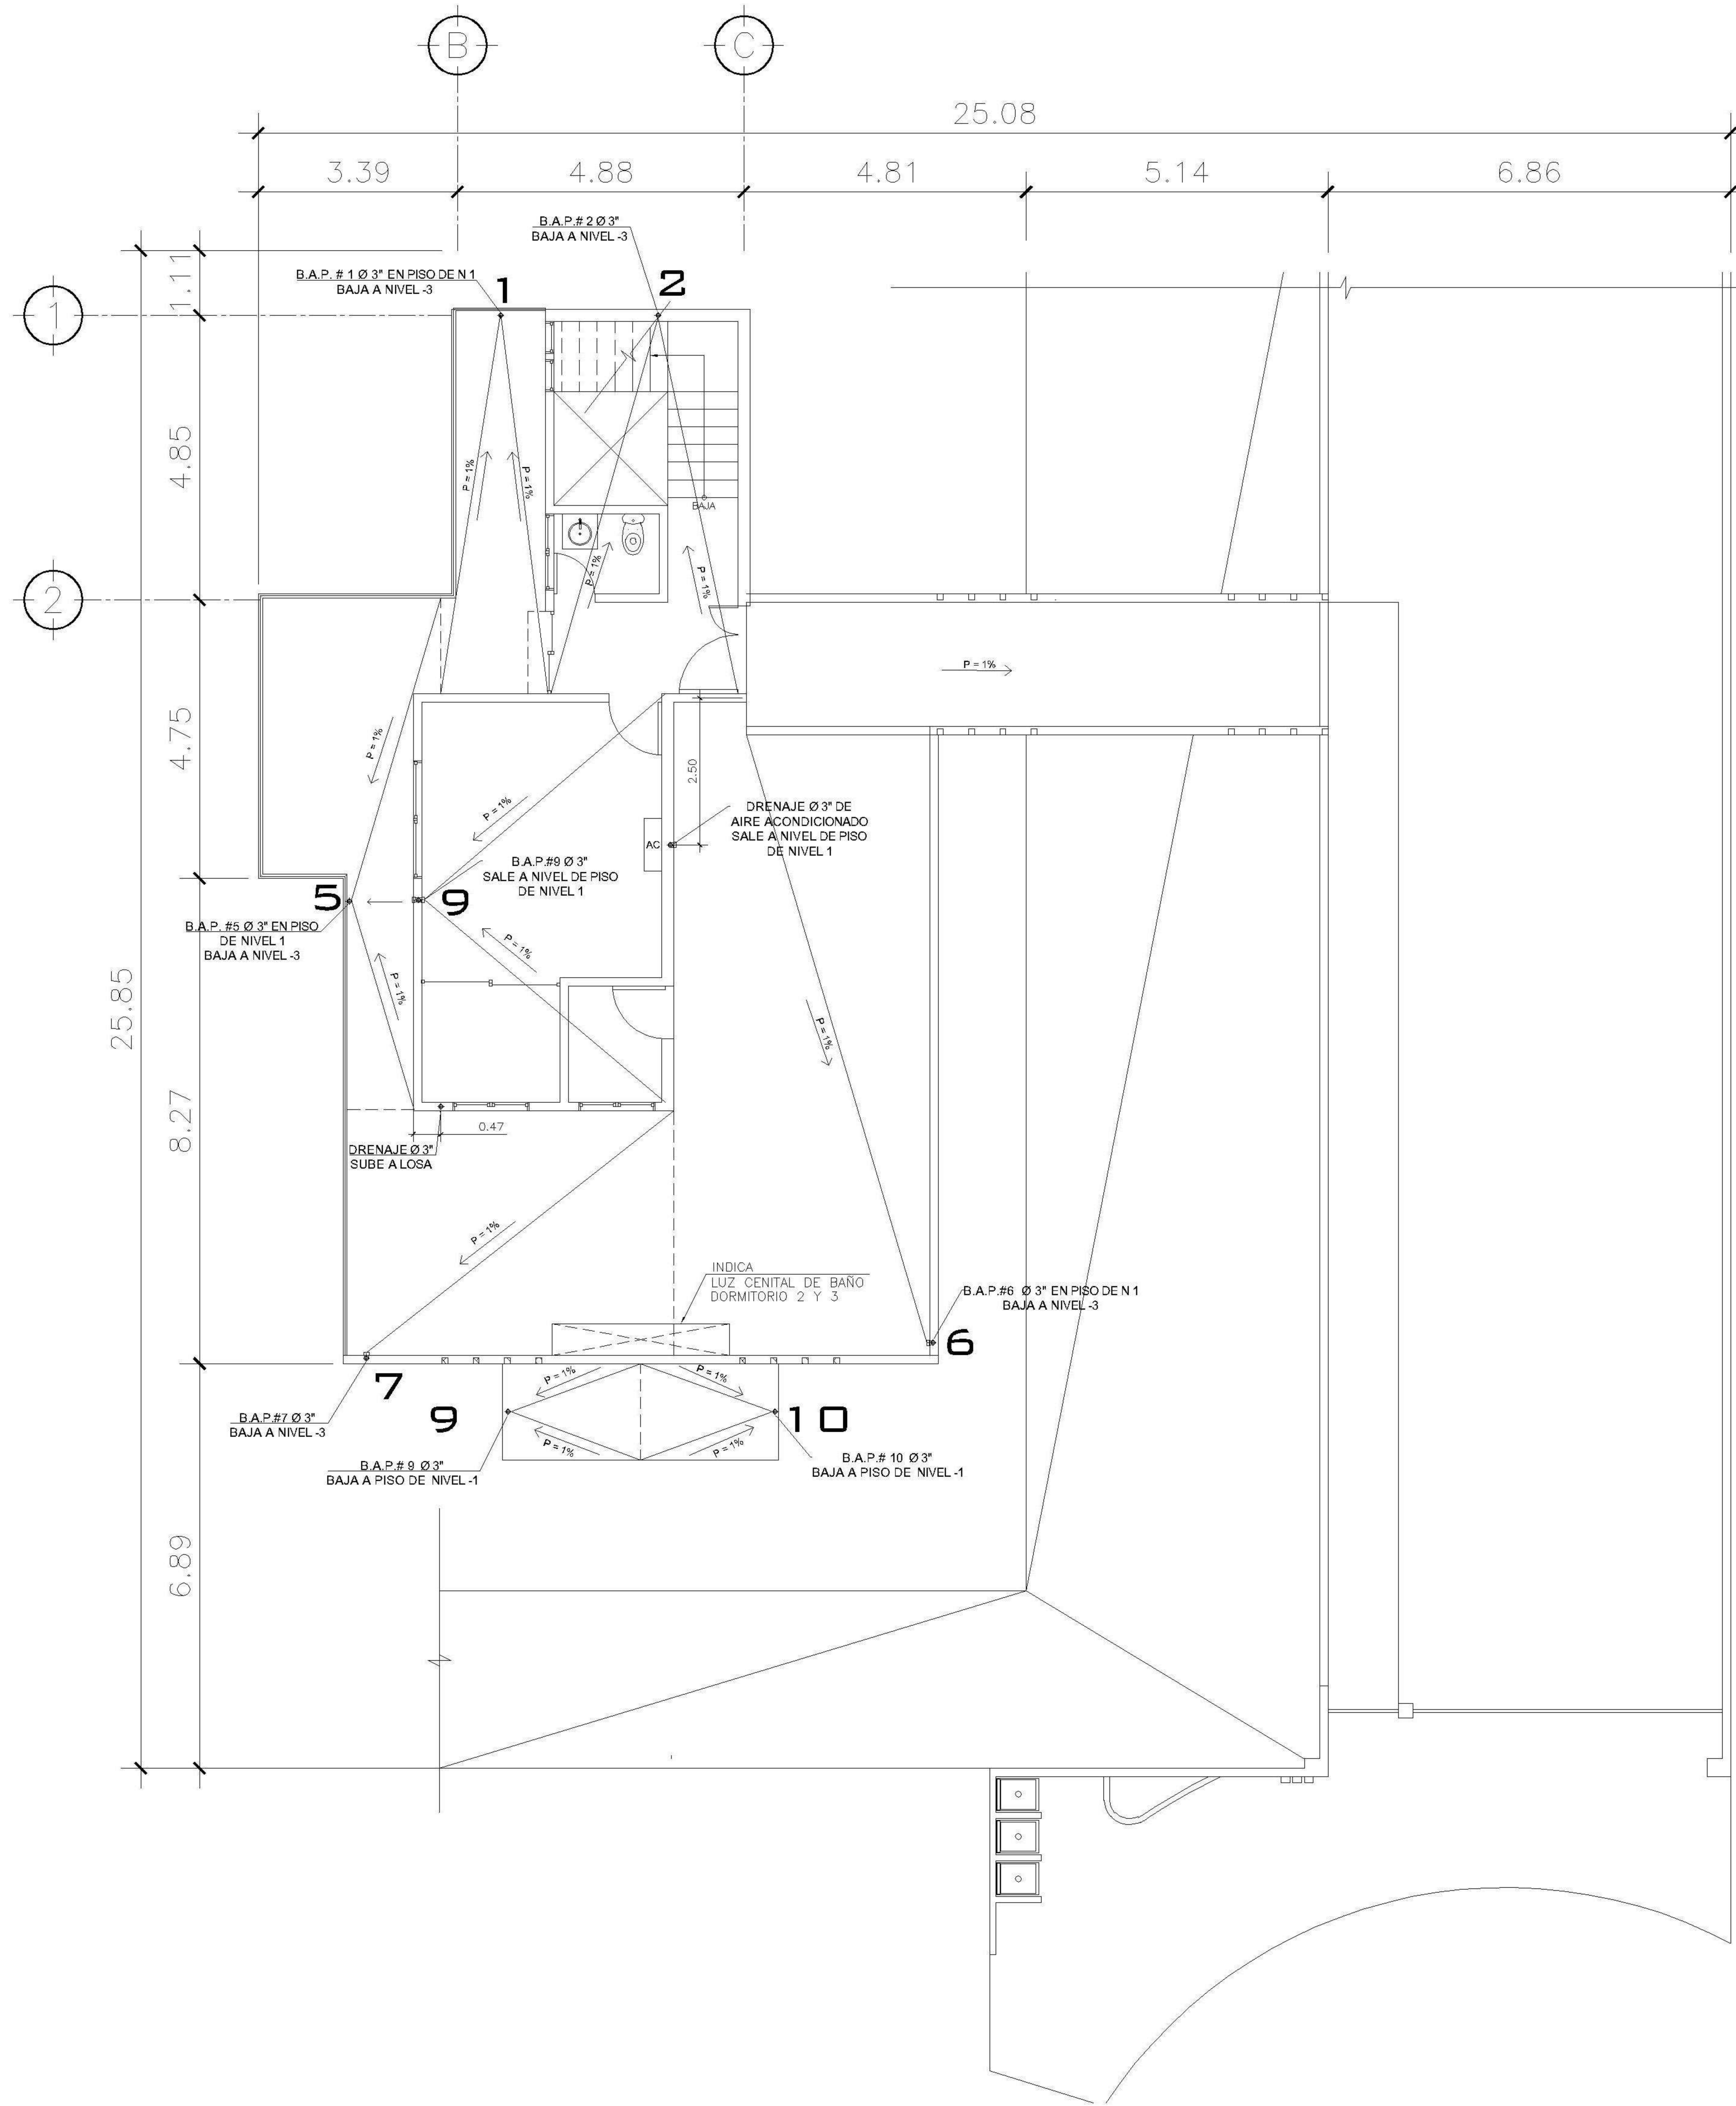 B
C
25.08
3.39
4.88
4.81
5.14
6.86
B.A.P.# 2 Ø 3"
BAJA A NIVEL -3
B.A.P. # 1 Ø 3" EN PISO DE N 1
BAJA A NIVEL -3
1
2
1
1.11
4.85
P = 1%
P = 1%
BAJA
P = 1%
P = 1%
2
P = 1%
4.75
P = 1%
2.50
P = 1%
DRENAJE Ø 3" DE
AIRE ACONDICIONADO
SALE A NIVEL DE PISO
DE NIVEL 1
AC
B.A.P.#9 Ø 3"
SALE A NIVEL DE PISO
DE NIVEL 1
5
9
B.A.P. #5 Ø 3" EN PISO
DE NIVEL 1
BAJA A NIVEL -3
P = 1%
P = 1%
25.85
P = 1%
8.27
0.47
DRENAJE Ø 3"
SUBE A LOSA
P = 1%
INDICA
LUZ CENITAL DE BAÑO
DORMITORIO 2 Y 3
B.A.P.#6 Ø 3" EN PISO DE N 1
BAJA A NIVEL -3
6
7
P = 1%
P = 1%
9
10
B.A.P.#7 Ø 3"
BAJA A NIVEL -3
P = 1%
P = 1%
B.A.P.# 9 Ø 3"
BAJA A PISO DE NIVEL -1
B.A.P.# 10 Ø 3"
BAJA A PISO DE NIVEL -1
6.89